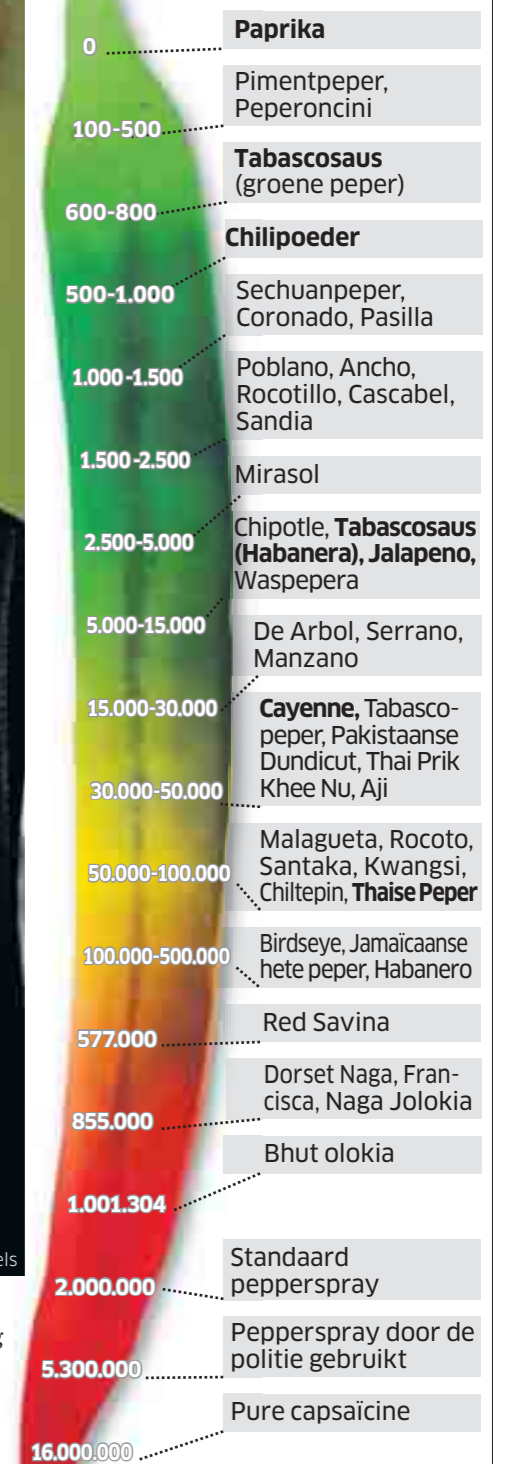 0
Paprika
Pimentpeper,
Peperoncini
100-500
Tabascosaus
(groene peper)
600-800
Chilipoeder
500-1.000
Sechuanpeper,
Coronado, Pasilla
1.000-1.500
Poblano, Ancho,
Rocotillo, Cascabel,
Sandia
1.500-2.500
Mirasol
2.500-5.000
Chipotle, Tabascosaus
(Habanera), Jalapeno,
Waspepera
5.000-15.000
De Arbol, Serrano,
Manzano
15.000-30.000
Cayenne, Tabasco-
peper, Pakistaanse
Dundicut, Thai Prik
Khee Nu, Aji
30.000-50.000
Malagueta, Rocoto,
Santaka, Kwangsi,
Chiltepin, Thaise Peper
50.000-100.000
Birdseye, Jamaïcaanse
hete peper, Habanero
100.000-500.000
Red Savina
577.000
Dorset Naga, Fran-
cisca, Naga Jolokia
855.000
Bhut olokia
1.001.304
els
Standaard
pepperspray
2.000.000
Pepperspray door de
politie gebruikt
5.300.000
Pure capsaïcine
16.000.000